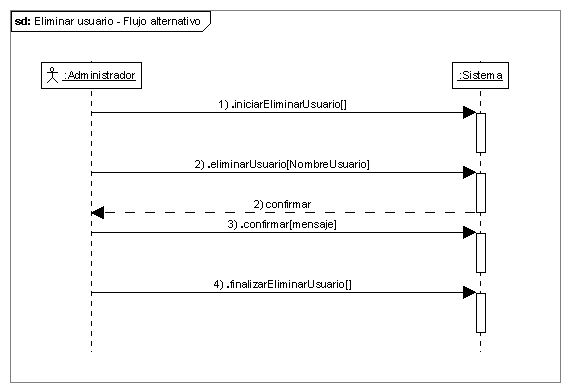 sd: Eliminar usuario - Flujo alternativo
:Administrador
:Sistema
1) .iniciarEliminarUsuario[]
2) .eliminarUsuario[NombreUsuario]
2) confirmar
3) .confirmar[mensaje]
4) .finalizarEliminarUsuario[]